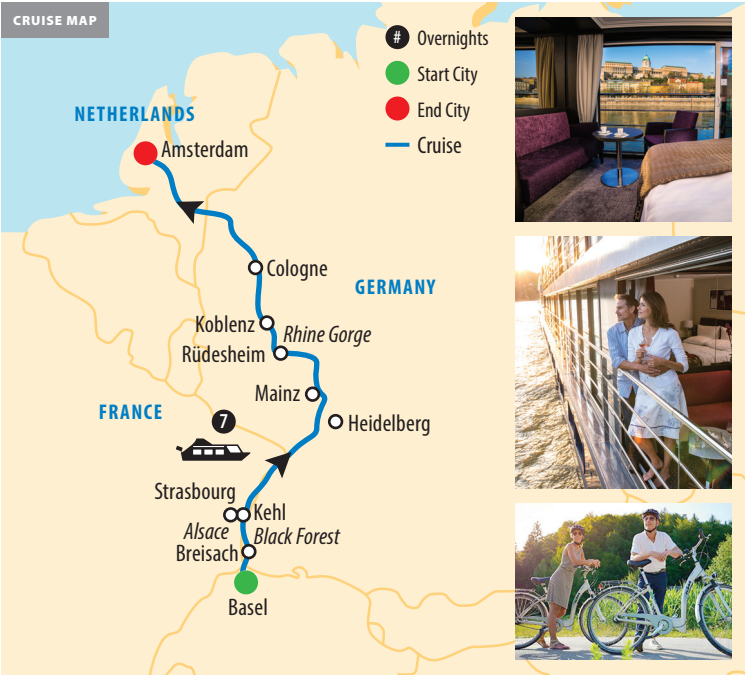 CRUISE MAP
# Overnights
Start City
End City
Cruise
NETHERLANDS
Amsterdam
Cologne
GERMANY
Koblenz
Rhine Gorge
Rüdesheim
Mainz
FRANCE
7
Heidelberg
Strasbourg
Kehl
Alsace
Black Forest
Breisach
Basel